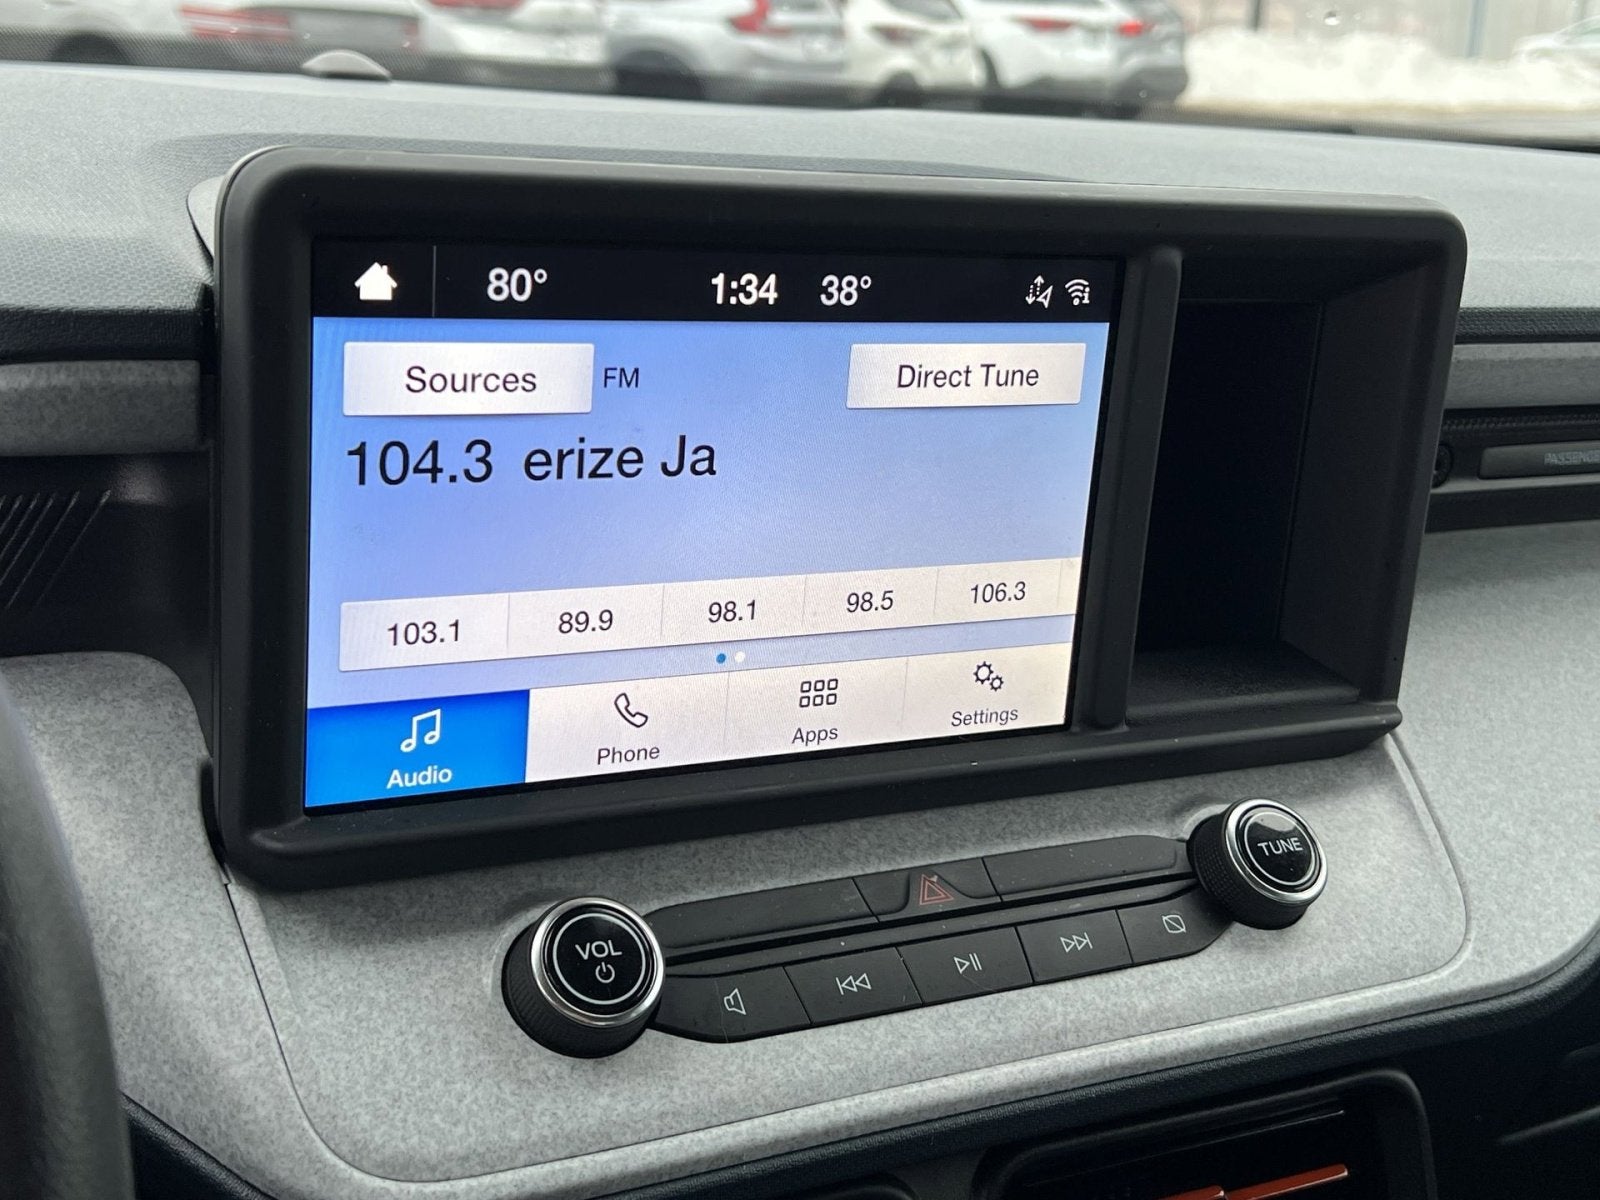 80° 1:34 38°
Sources FM Direct Tune
104.3 erize Ja
103.1 89.9 98.1 98.5 106.3
Audio Phone Apps Settings
VOL
TUNE